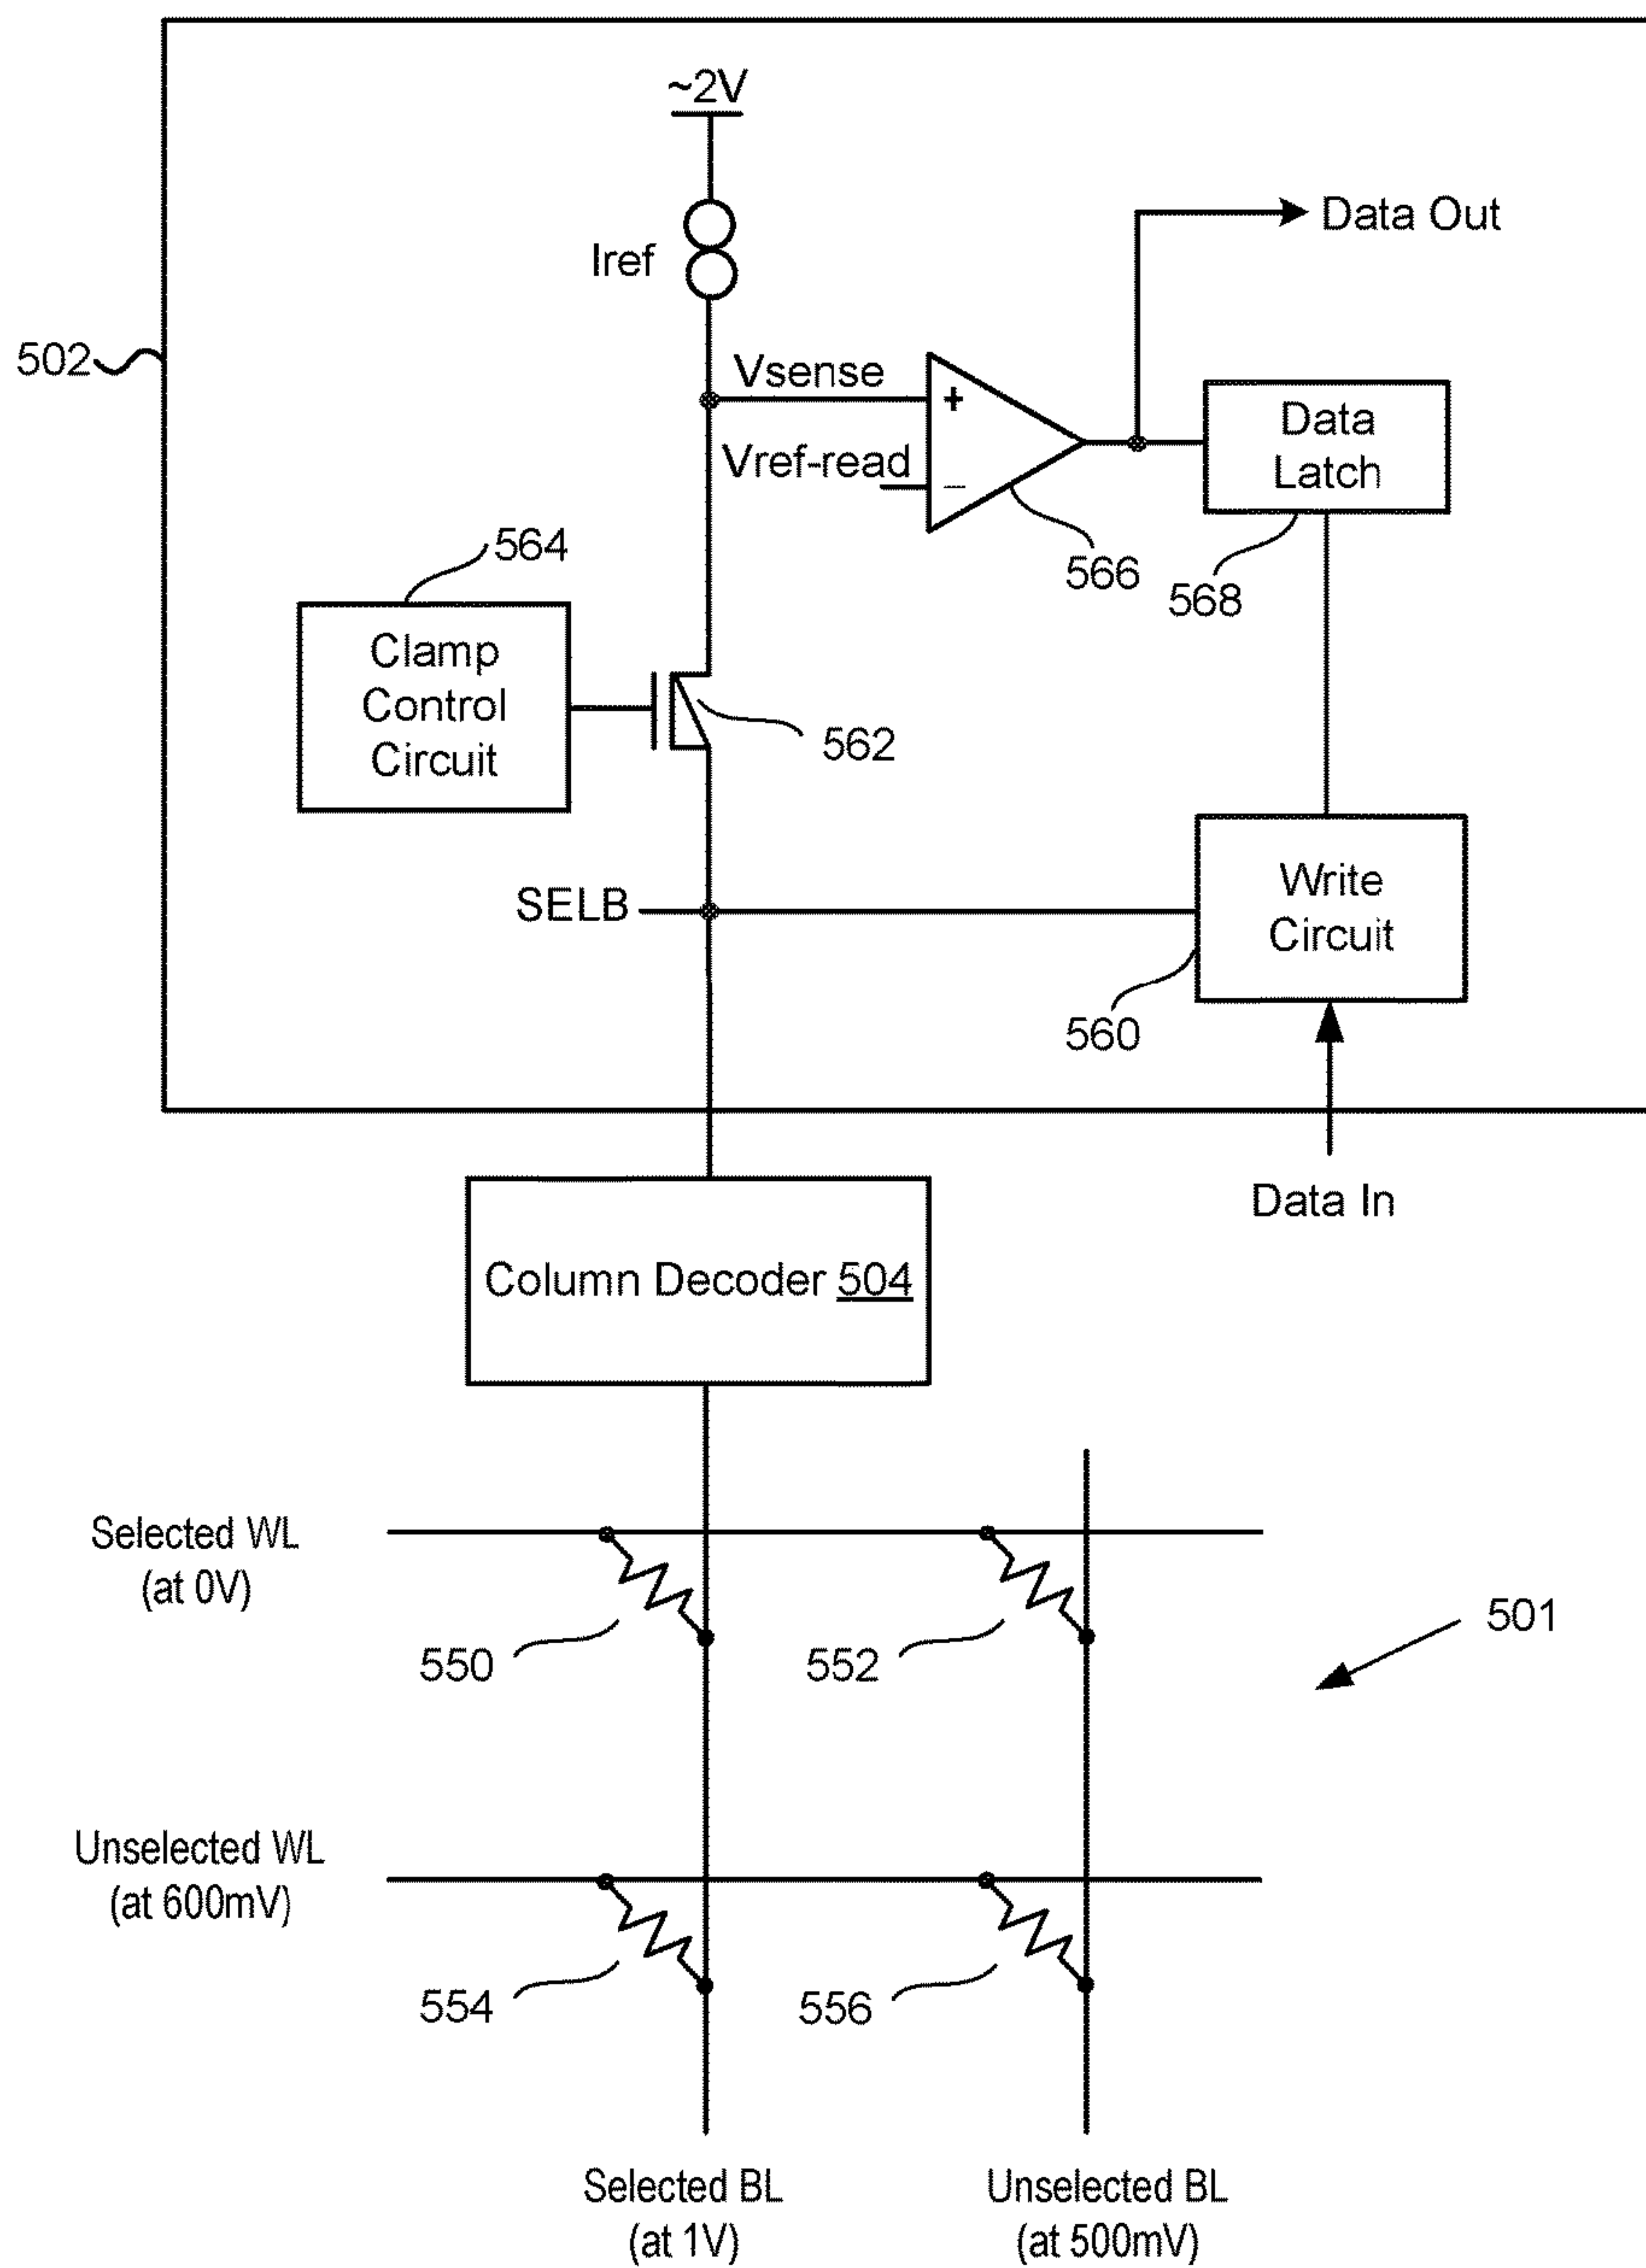 ~2V
Iref
Data Out
502
Vsense
+
Vref-read
−
Data
Latch
566
568
564
Clamp
Control
Circuit
562
SELB
Write
Circuit
560
Data In
Column Decoder 504
Selected WL
(at 0V)
550
552
501
Unselected WL
(at 600mV)
554
556
Selected BL
(at 1V)
Unselected BL
(at 500mV)